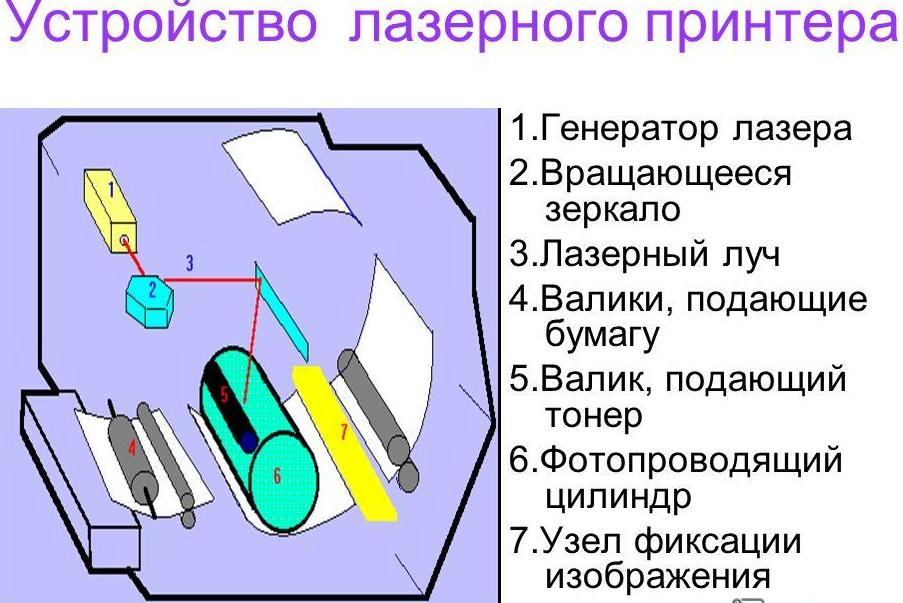 Устройство лазерного принтера
1.Генератор лазера
2.Вращающееся
зеркало
3.Лазерный луч
4.Валики, подающие
бумагу
5.Валик, подающий
тонер
6.Фотопроводящий
цилиндр
7.Узел фиксации
изображения
1
2
3
4
5
6
7